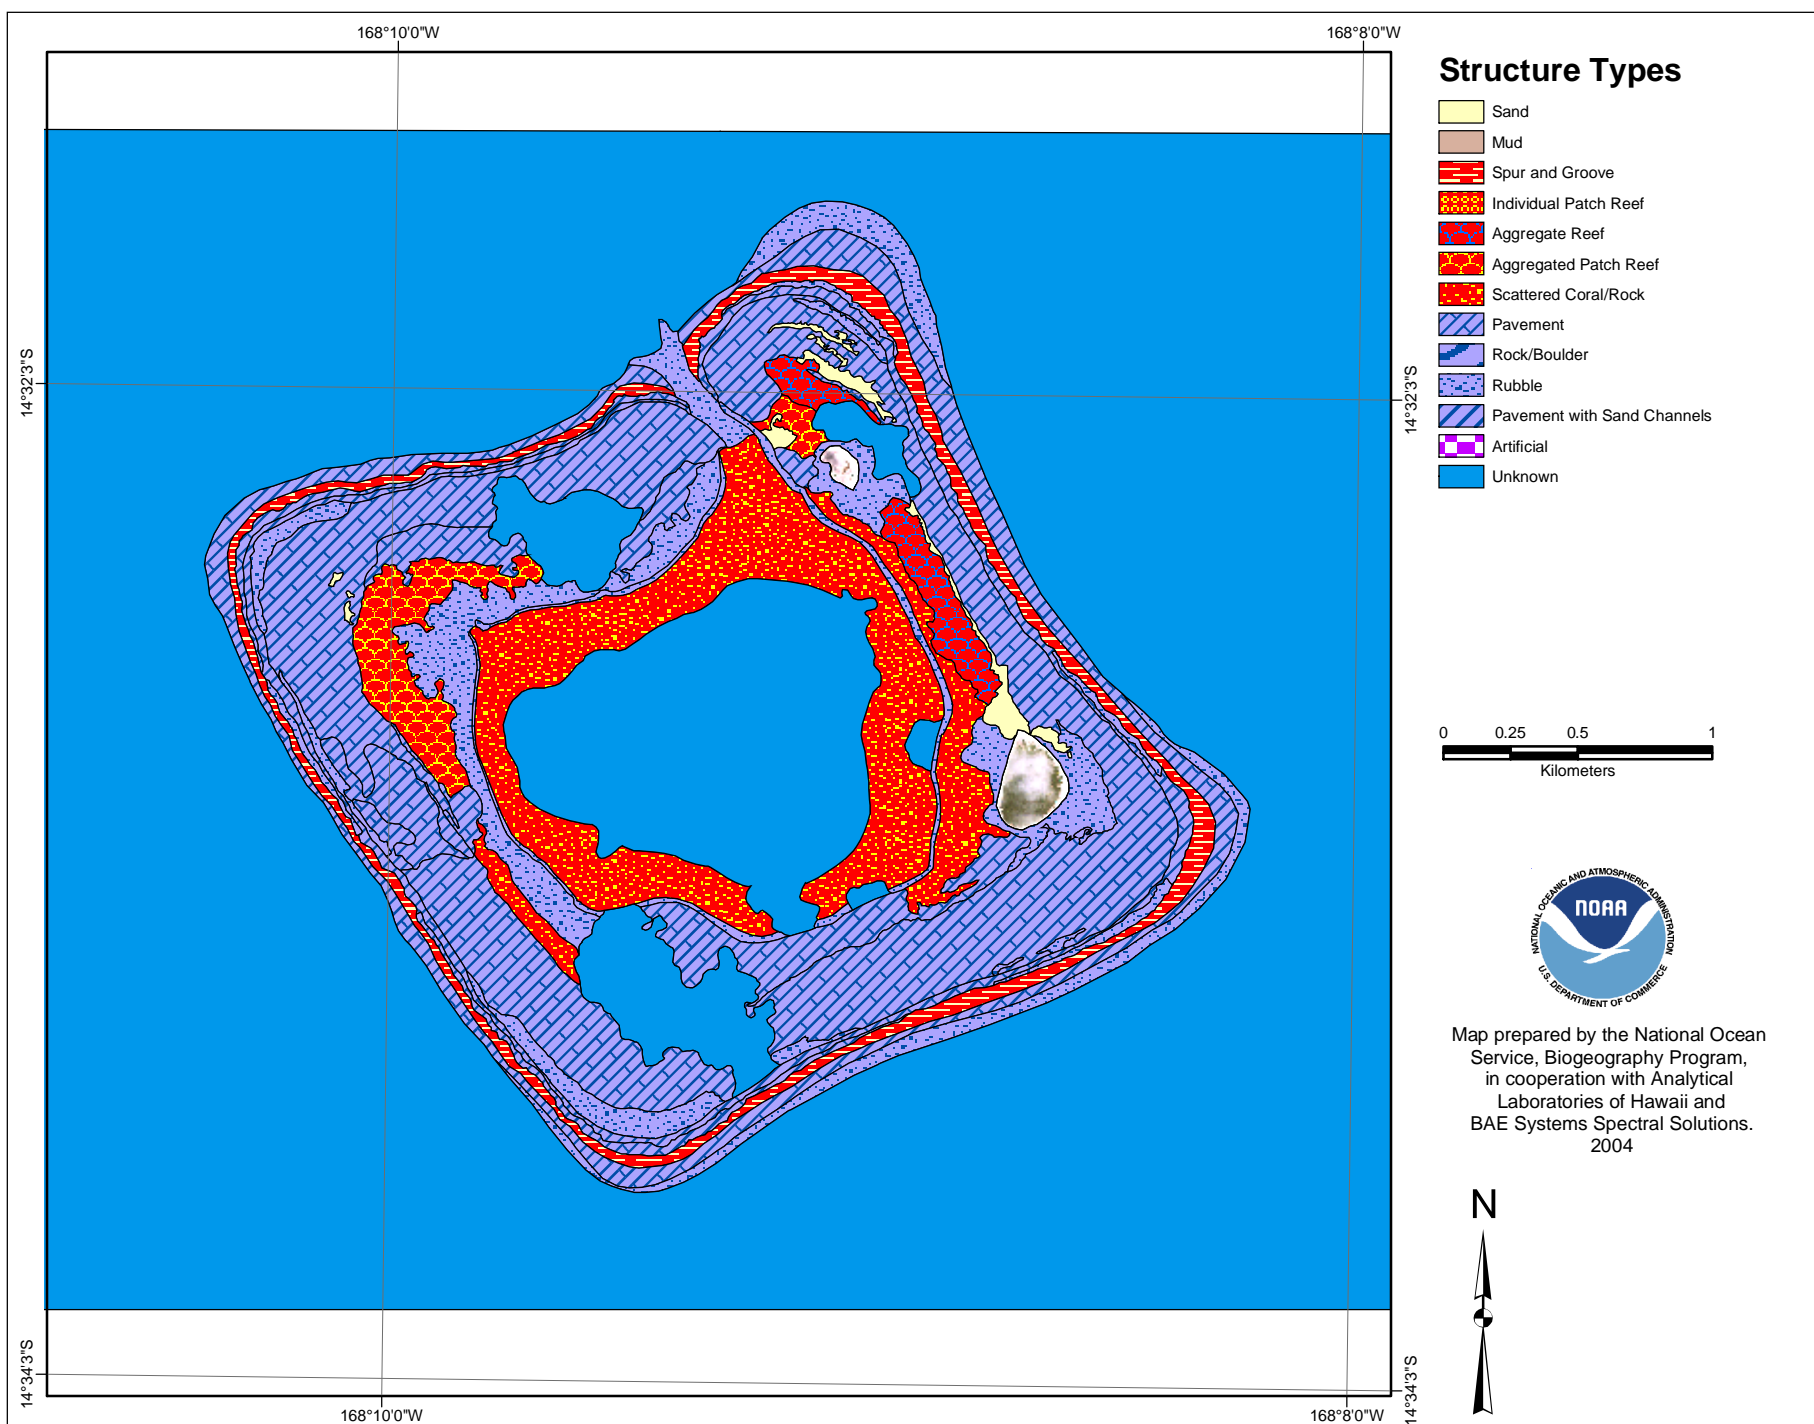 168°10'0"W
168°8'0"W
14°32'3"S
14°32'3"S
14°34'3"S
14°34'3"S
168°10'0"W
168°8'0"W
Structure Types
Sand
Mud
Spur and Groove
Individual Patch Reef
Aggregate Reef
Aggregated Patch Reef
Scattered Coral/Rock
Pavement
Rock/Boulder
Rubble
Pavement with Sand Channels
Artificial
Unknown
0 0.25 0.5 1
Kilometers
NATIONAL OCEANIC AND ATMOSPHERIC ADMINISTRATION
NOAA
U.S. DEPARTMENT OF COMMERCE
Map prepared by the National Ocean
Service, Biogeography Program,
in cooperation with Analytical
Laboratories of Hawaii and
BAE Systems Spectral Solutions.
2004
N